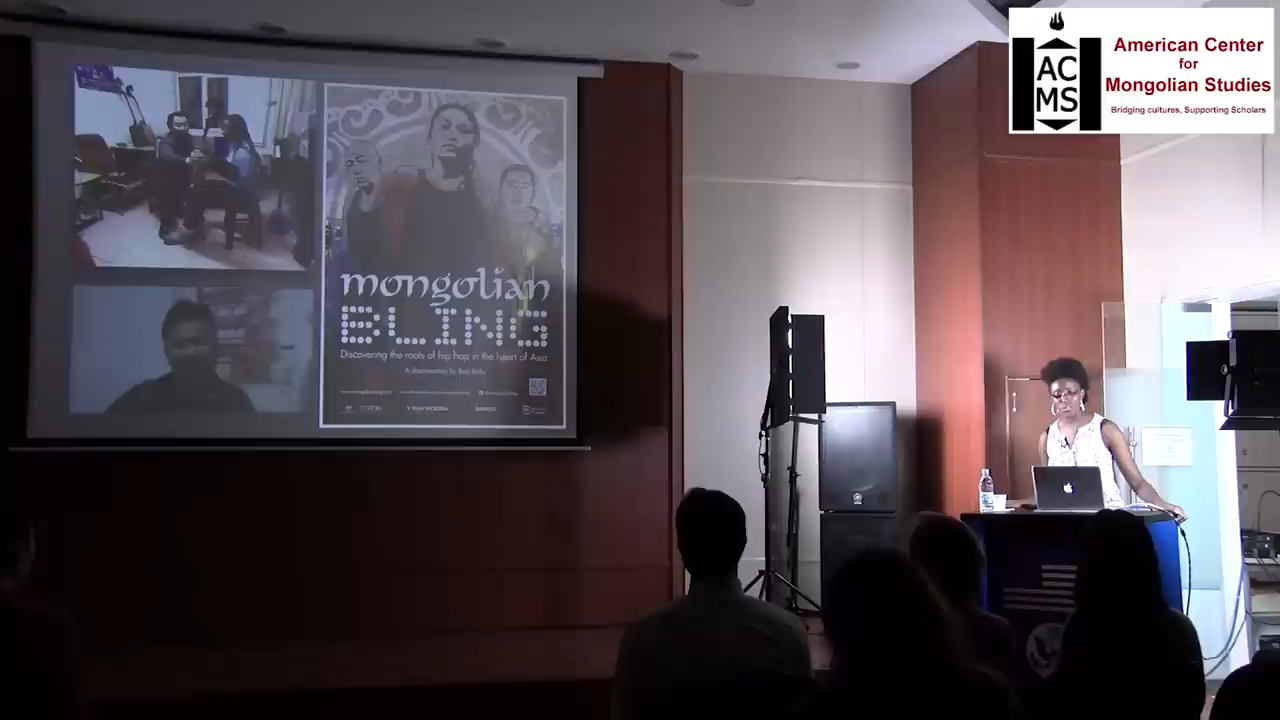 mongolian
BLING
Discovering the roots of hip hop in the heart of Asia
ACMS
American Center
for
Mongolian Studies
Bridging cultures, Supporting Scholars